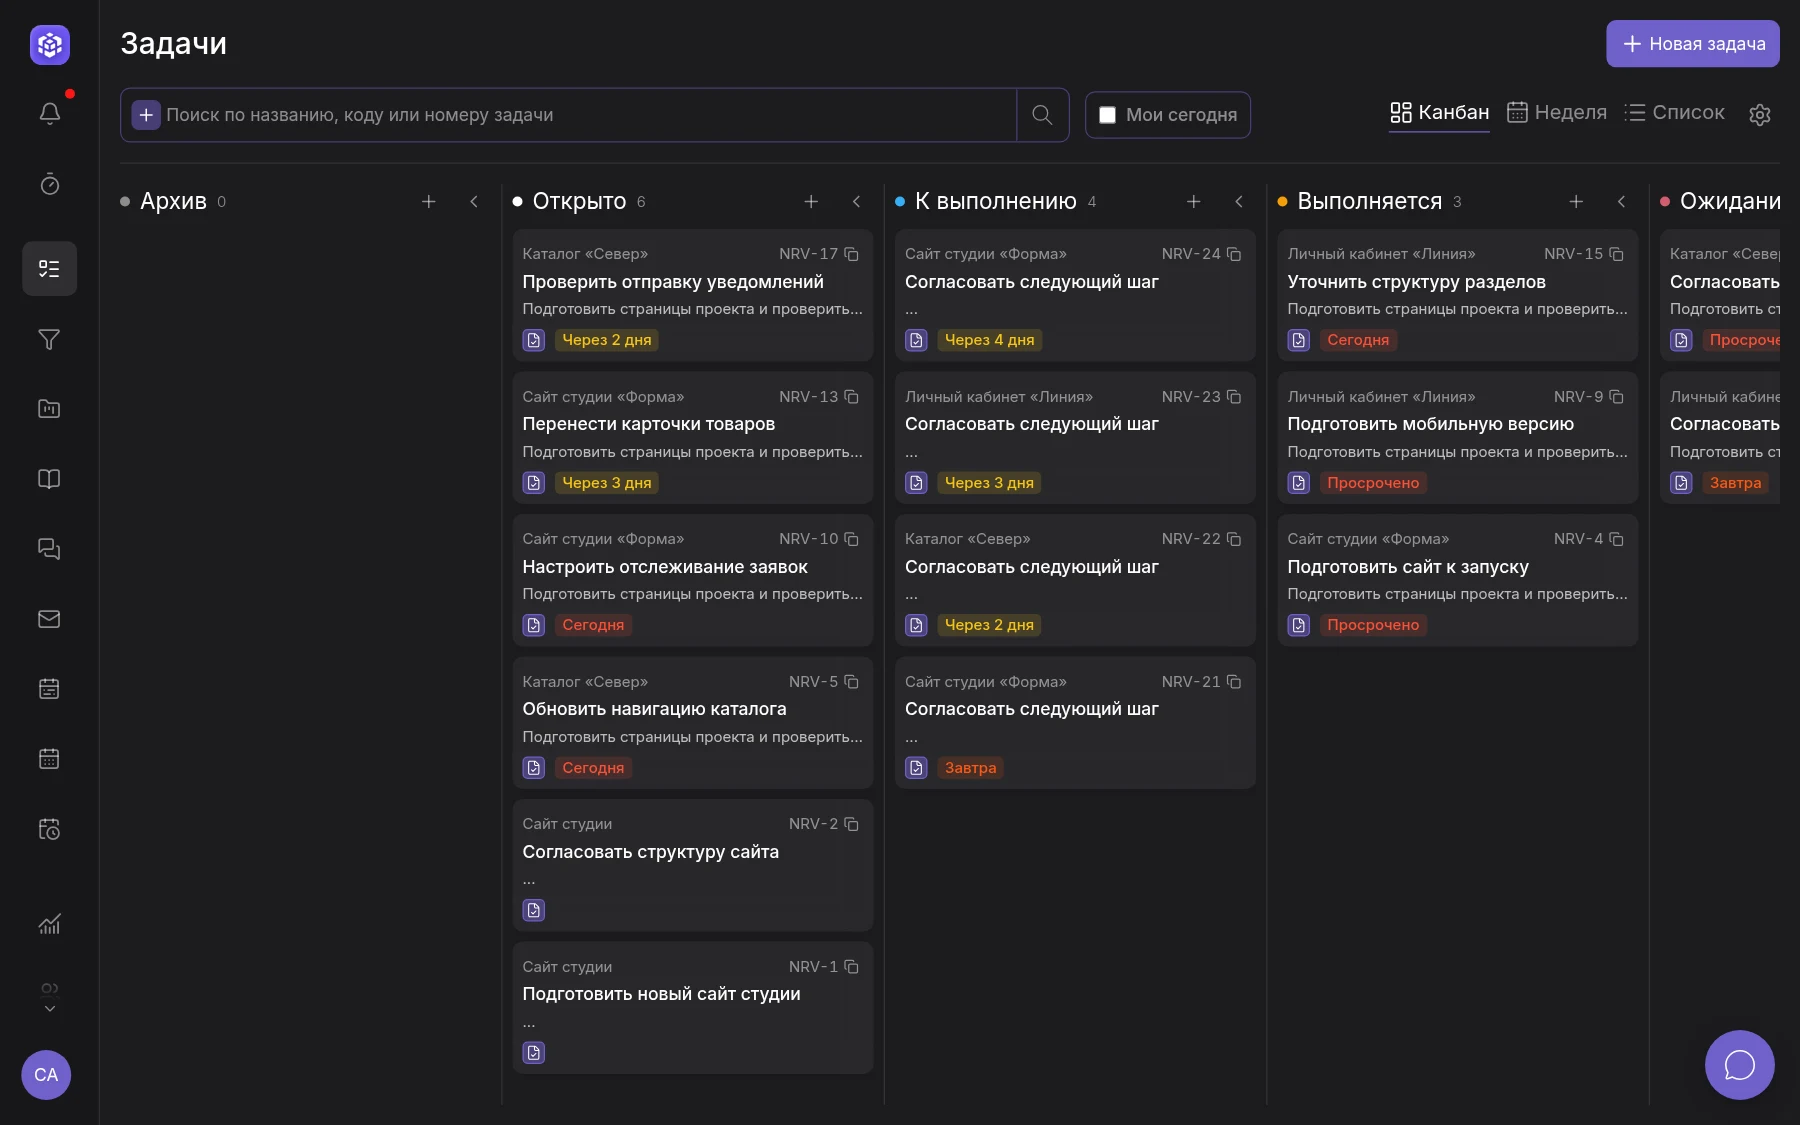 Задачи
Новая задача
Поиск по названию, коду или номеру задачи
Мои сегодня
Канбан
Неделя
Список
Архив 0
Открыто 6
Каталог «Север» NRV-17
Проверить отправку уведомлений
Подготовить страницы проекта и проверить...
Через 2 дня
Сайт студии «Форма» NRV-13
Перенести карточки товаров
Подготовить страницы проекта и проверить...
Через 3 дня
Сайт студии «Форма» NRV-10
Настроить отслеживание заявок
Подготовить страницы проекта и проверить...
Сегодня
Каталог «Север» NRV-5
Обновить навигацию каталога
Подготовить страницы проекта и проверить...
Сегодня
Сайт студии NRV-2
Согласовать структуру сайта
...
Сайт студии NRV-1
Подготовить новый сайт студии
...
К выполнению 4
Сайт студии «Форма» NRV-24
Согласовать следующий шаг
...
Через 4 дня
Личный кабинет «Линия» NRV-23
Согласовать следующий шаг
...
Через 3 дня
Каталог «Север» NRV-22
Согласовать следующий шаг
...
Через 2 дня
Сайт студии «Форма» NRV-21
Согласовать следующий шаг
...
Завтра
Выполняется 3
Личный кабинет «Линия» NRV-15
Уточнить структуру разделов
Подготовить страницы проекта и проверить...
Сегодня
Личный кабинет «Линия» NRV-9
Подготовить мобильную версию
Подготовить страницы проекта и проверить...
Просрочено
Сайт студии «Форма» NRV-4
Подготовить сайт к запуску
Подготовить страницы проекта и проверить...
Просрочено
Ожидани
Каталог «Север
Согласовать
Подготовить ст
Просроче
Личный кабине
Согласовать
Подготовить ст
Завтра
СА